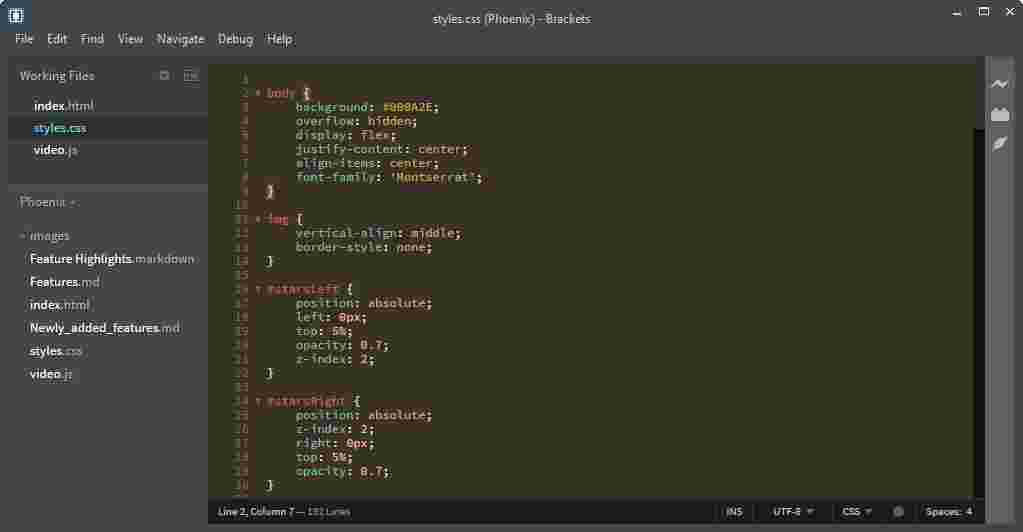 styles.css (Phoenix) - Brackets
File Edit Find View Navigate Debug Help
Working Files
index.html
styles.css
video.js
Phoenix
images
Feature Highlights.markdown
Features.md
index.html
Newly_added_features.md
styles.css
video.js
1
2 body {
3 background: #000A2E;
4 overflow: hidden;
5 display: flex;
6 justify-content: center;
7 align-items: center;
8 font-family: 'Montserrat';
9 }
10
11 img {
12 vertical-align: middle;
13 border-style: none;
14 }
15
16 #starsLeft {
17 position: absolute;
18 left: 0px;
19 top: 5%;
20 opacity: 0.7;
21 z-index: 2;
22 }
23
24 #starsRight {
25 position: absolute;
26 z-index: 2;
27 right: 0px;
28 top: 5%;
29 opacity: 0.7;
30 }
Line 2, Column 7 — Lines INS UTF-8 CSS Spaces: 4